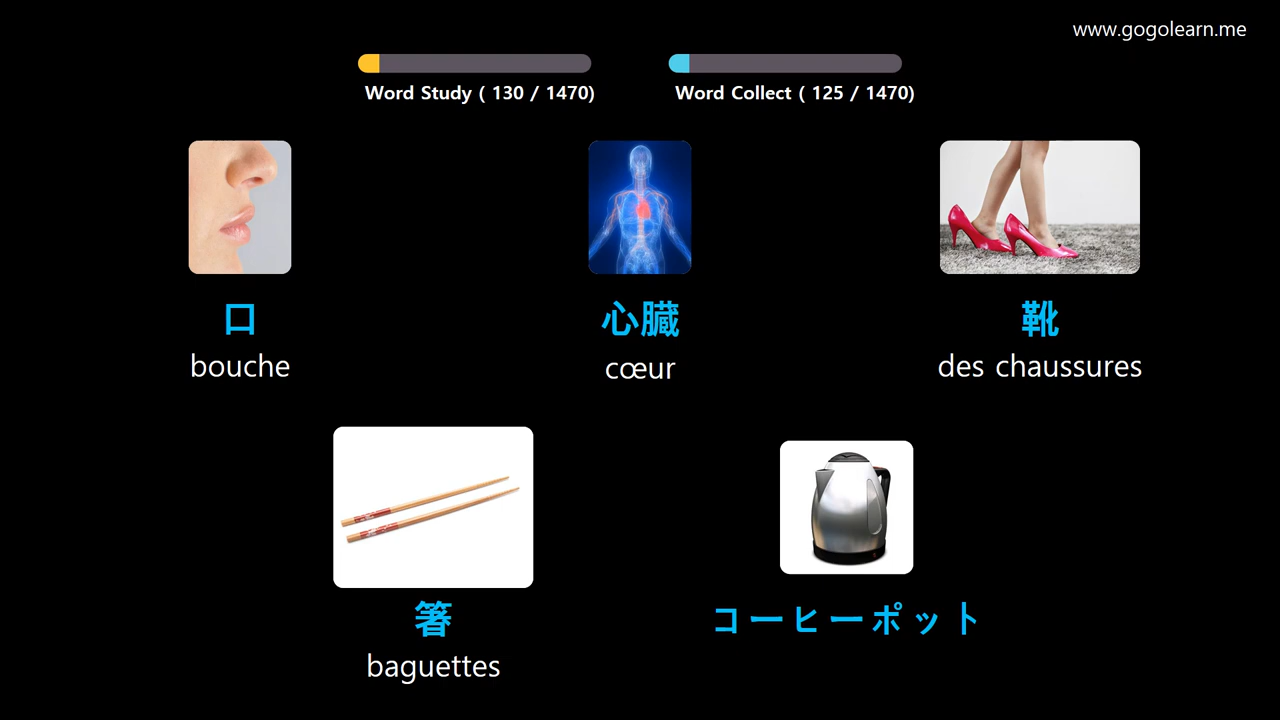 www.gogolearn.me
Word Study ( 130 / 1470)
Word Collect ( 125 / 1470)
口
bouche
心臓
cœur
靴
des chaussures
箸
baguettes
コーヒーポット